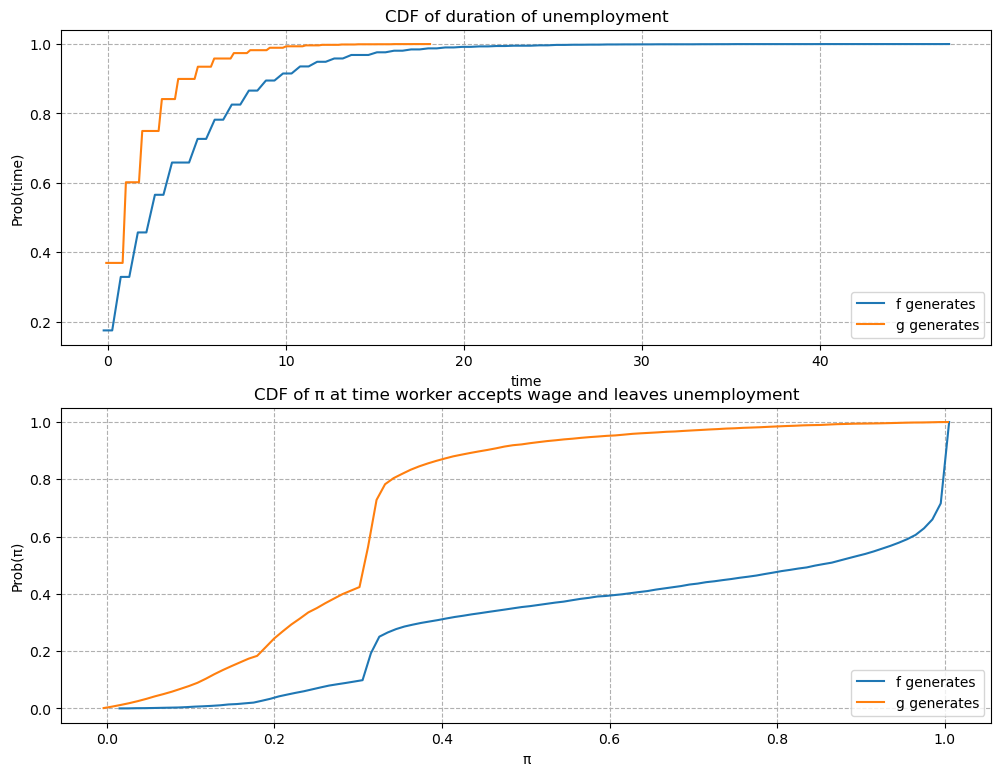 CDF of duration of unemployment
Prob(time)
1.0
0.8
0.6
0.4
0.2
0
10
20
30
40
time
f generates
g generates
CDF of π at time worker accepts wage and leaves unemployment
Prob(π)
1.0
0.8
0.6
0.4
0.2
0.0
0.0
0.2
0.4
0.6
0.8
1.0
π
f generates
g generates